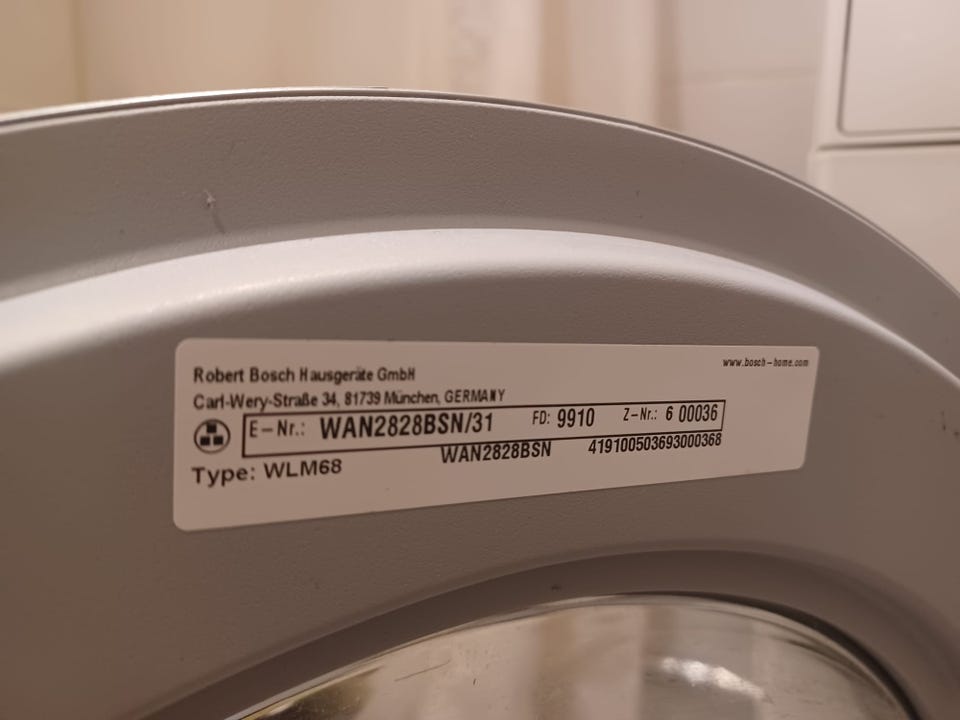 Robert Bosch Hausgeräte GmbH
www.bosch-home.com
Carl-Wery-Straße 34, 81739 München, GERMANY
E-Nr.: WAN2828BSN/31 FD: 9910 Z-Nr.: 6 00036
WAN2828BSN 419100503693000368
Type: WLM68